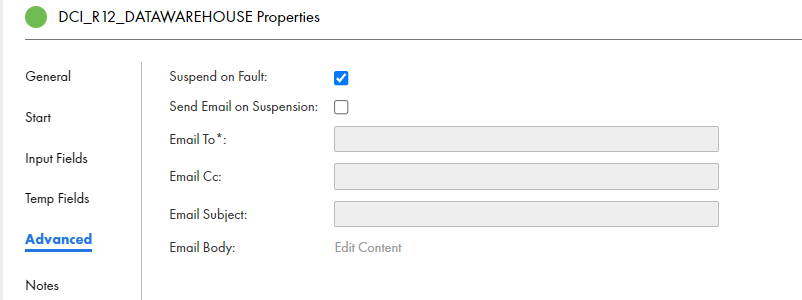 DCI_R12_DATAWAREHOUSE Properties
General
Start
Input Fields
Temp Fields
Advanced
Notes
Suspend on Fault:
Send Email on Suspension:
Email To*:
Email Cc:
Email Subject:
Email Body: Edit Content